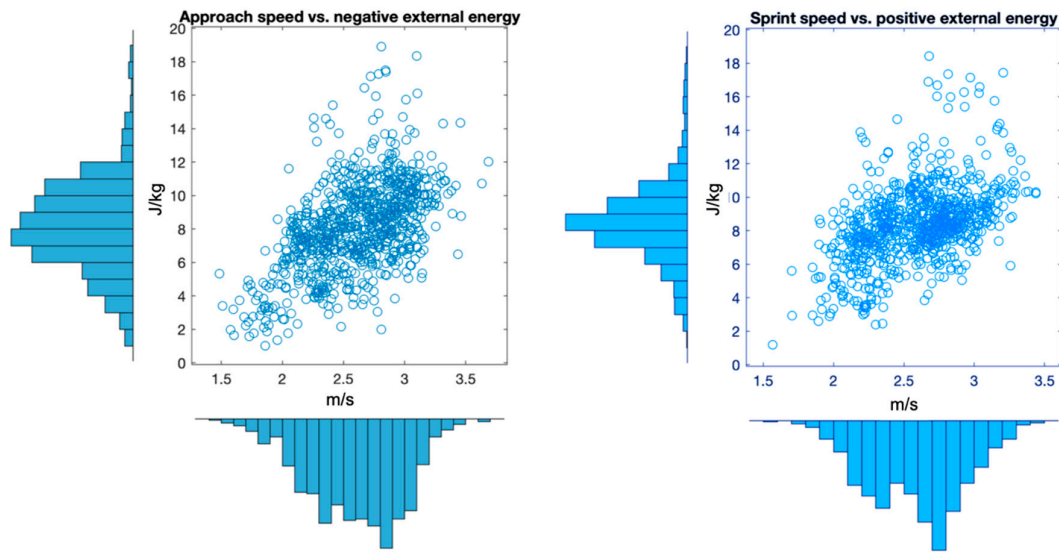 Approach speed vs. negative external energy
20
18
16
14
12
10
8
6
4
2
0
J/kg
1.5 2 2.5 3 3.5
m/s
Sprint speed vs. positive external energy
20
18
16
14
12
10
8
6
4
2
0
J/kg
1.5 2 2.5 3 3.5
m/s